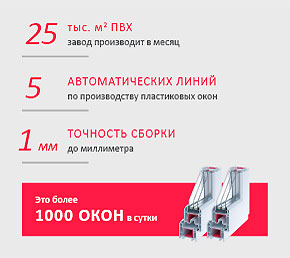 25 ТЫС. М² ПВХ
завод производит в месяц
5 АВТОМАТИЧЕСКИХ ЛИНИЙ
по производству пластиковых окон
1 мм ТОЧНОСТЬ СБОРКИ
до миллиметра
Это более
1000 ОКОН в сутки